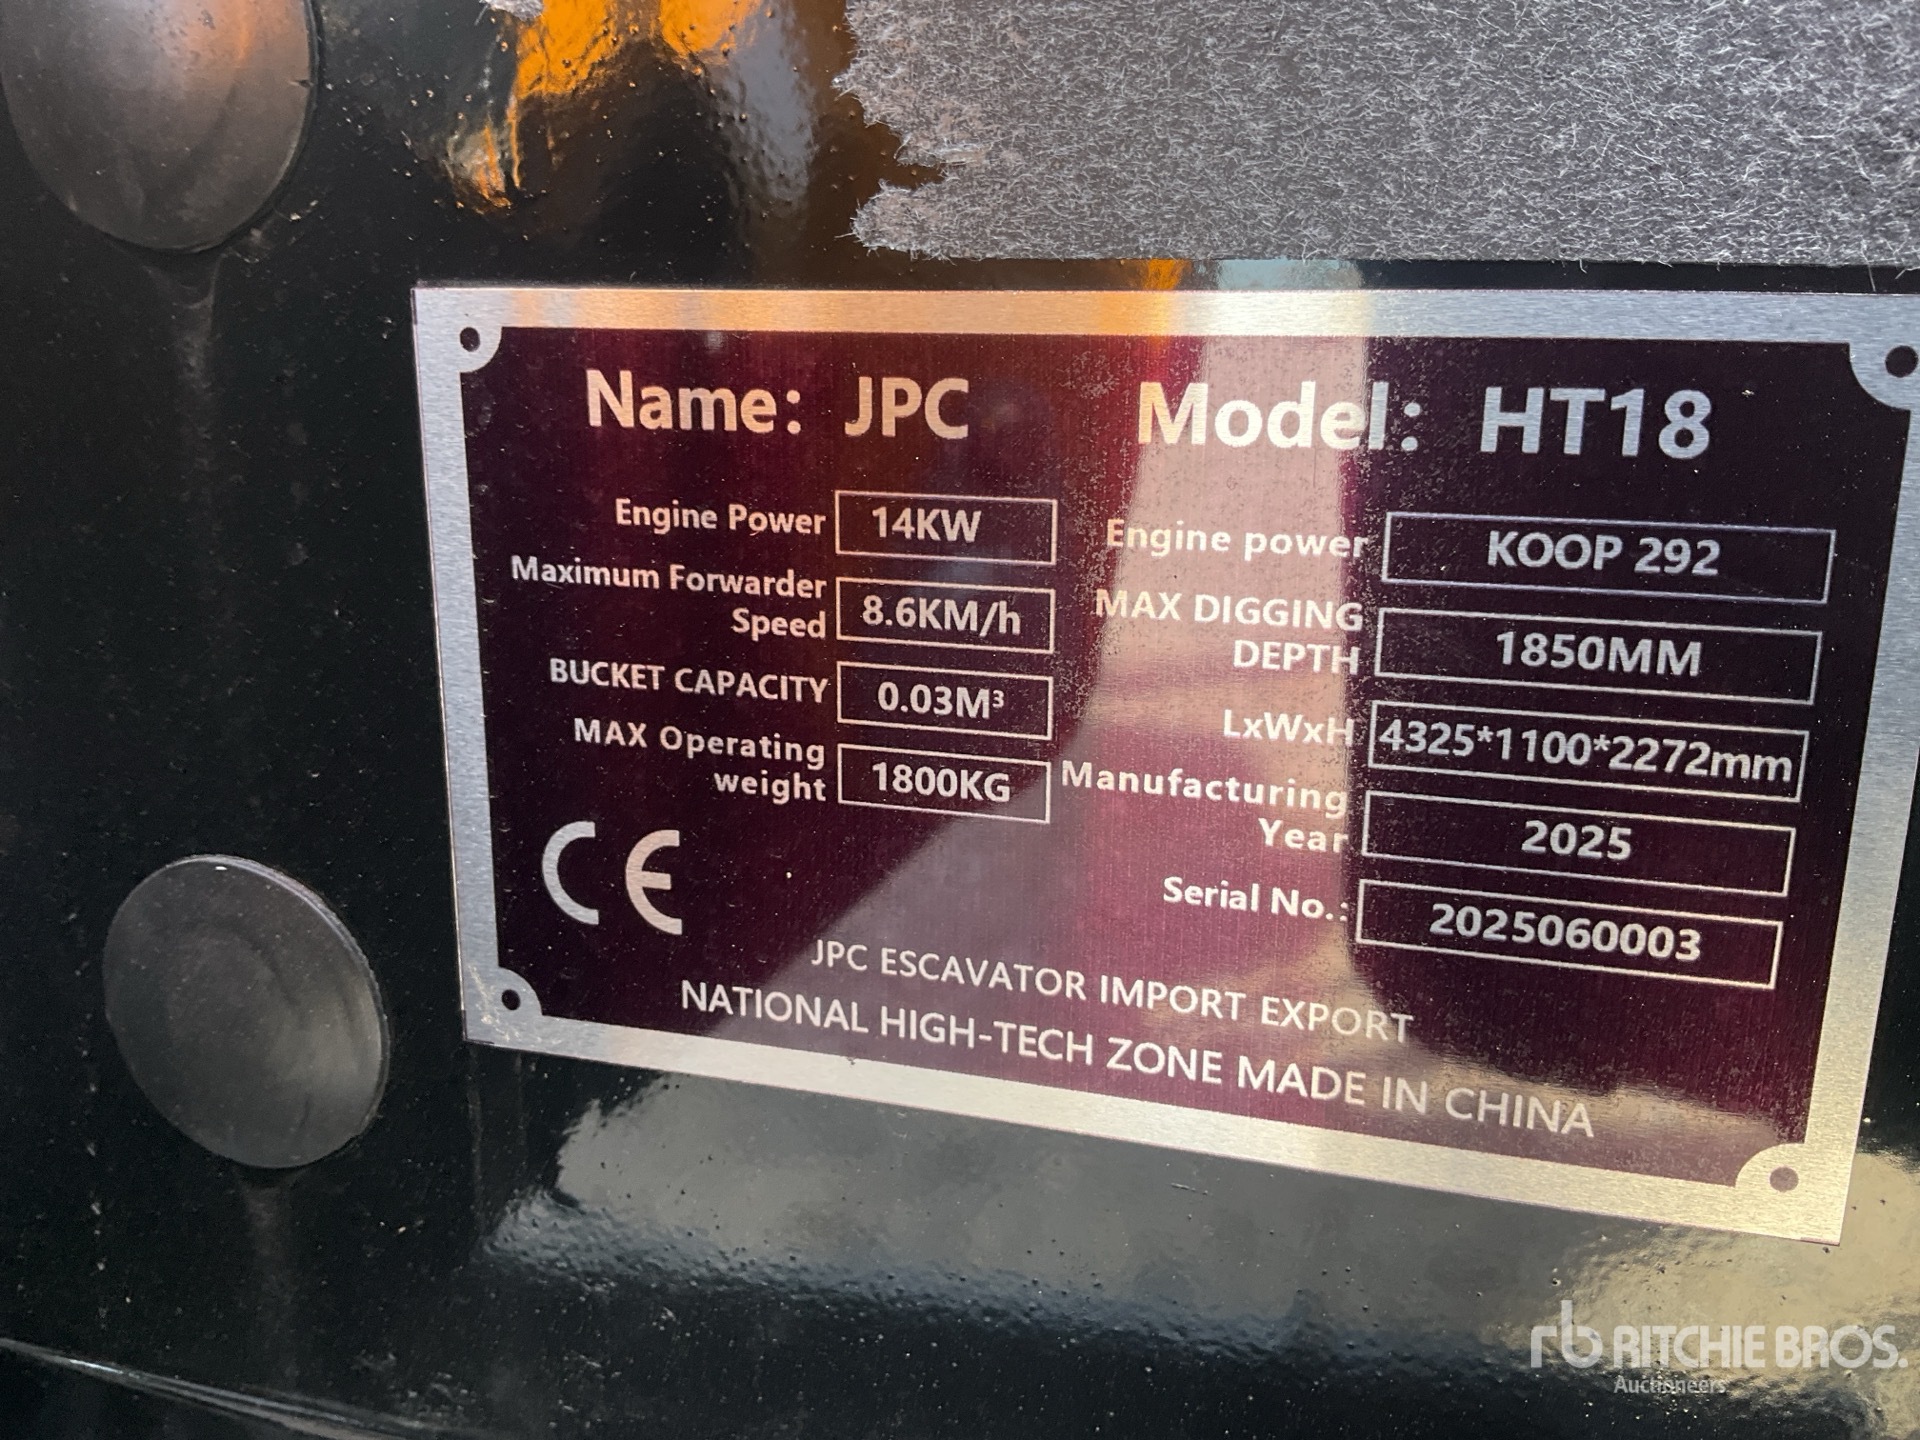 Name: JPC Model: HT18
Engine Power 14KW Engine power KOOP 292
Maximum Forwarder
Speed 8.6KM/h MAX DIGGING
DEPTH 1850MM
BUCKET CAPACITY 0.03M³ LxWxH 4325*1100*2272mm
MAX Operating
weight 1800KG Manufacturing
Year 2025
CE Serial No.: 2025060003
JPC ESCAVATOR IMPORT EXPORT
NATIONAL HIGH-TECH ZONE MADE IN CHINA
rb RITCHIE BROS.
Auctioneers